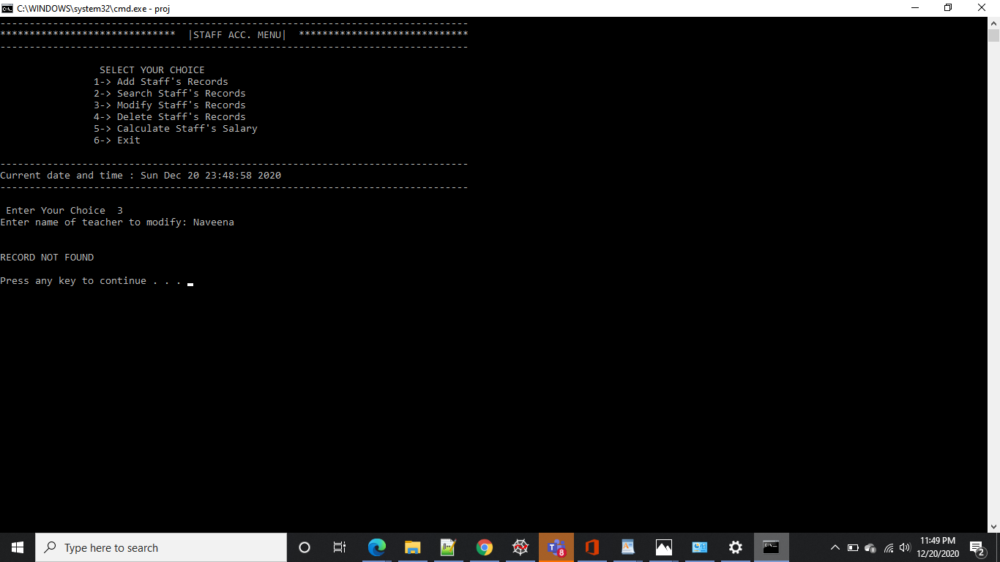 C:\WINDOWS\system32\cmd.exe - proj
--------------------------------------------------------------------------------
******************************  |STAFF ACC. MENU|  *****************************
--------------------------------------------------------------------------------
SELECT YOUR CHOICE
1-> Add Staff's Records
2-> Search Staff's Records
3-> Modify Staff's Records
4-> Delete Staff's Records
5-> Calculate Staff's Salary
6-> Exit
--------------------------------------------------------------------------------
Current date and time : Sun Dec 20 23:48:58 2020
--------------------------------------------------------------------------------
Enter Your Choice  3
Enter name of teacher to modify: Naveena
RECORD NOT FOUND
Press any key to continue . . .
Type here to search
8
11:49 PM
12/20/2020
2